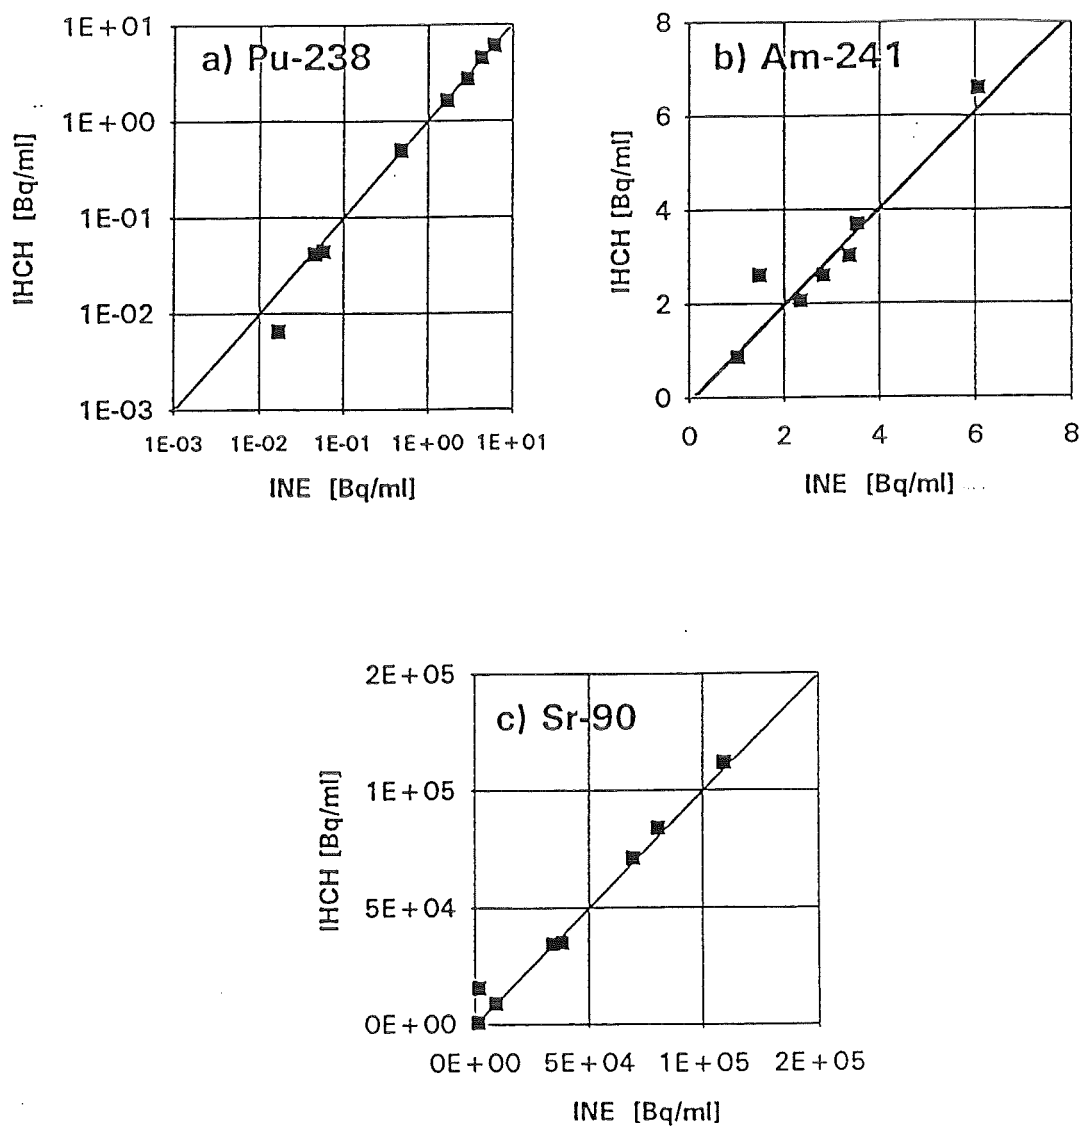 a) Pu-238
1E+01
1E+00
1E-01
1E-02
1E-03
IHCH [Bq/ml]
1E-03 1E-02 1E-01 1E+00 1E+01
INE [Bq/ml]
b) Am-241
8
6
4
2
0
IHCH [Bq/ml]
0 2 4 6 8
INE [Bq/ml]
c) Sr-90
2E+05
1E+05
5E+04
0E+00
IHCH [Bq/ml]
0E+00 5E+04 1E+05 2E+05
INE [Bq/ml]